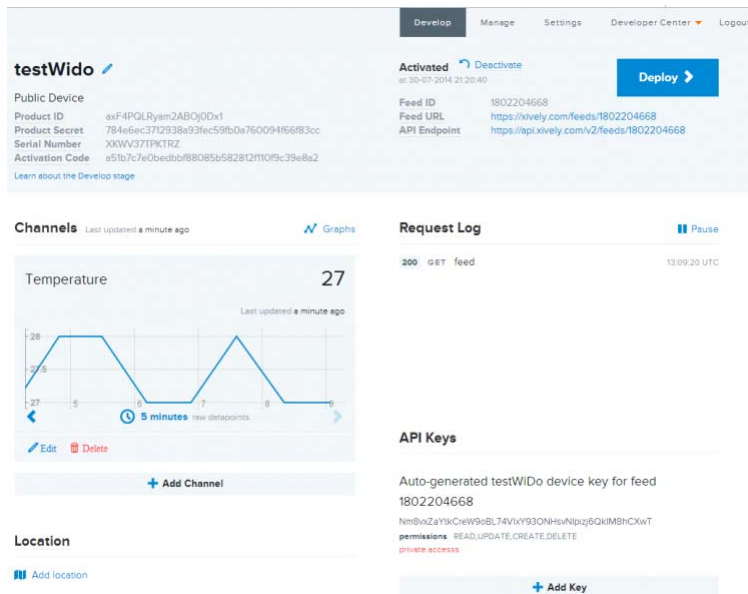 Develop Manage Settings Developer Center Logout
testWido
Public Device
Product ID axF4PQLRyam2ABOj0Dx1
Product Secret 784e6ec3712938a93fec59fb0a760094f66f83cc
Serial Number XKWV37TPKTRZ
Activation Code a51b7c7e0bedbbf88085b582812f110f9c39e8a2
Learn about the Develop stage
Activated Deactivate
at 30-07-2014 21:20:40
Deploy
Feed ID 1802204668
Feed URL https://xively.com/feeds/1802204668
API Endpoint https://api.xively.com/v2/feeds/1802204668
Channels Last updated a minute ago Graphs
Temperature 27
Last updated a minute ago
28
27.5
27
5 6 7 8 9
5 minutes raw datapoints
Edit Delete
Add Channel
Location
Add location
Request Log Pause
200 GET feed 13:09:20 UTC
API Keys
Auto-generated testWiDo device key for feed
1802204668
Nm8vxZaYtkCreW9oBL74VlxY93ONHsvNlpizj6QklM8hCXwT
permissions READ,UPDATE,CREATE,DELETE
private accesss
Add Key